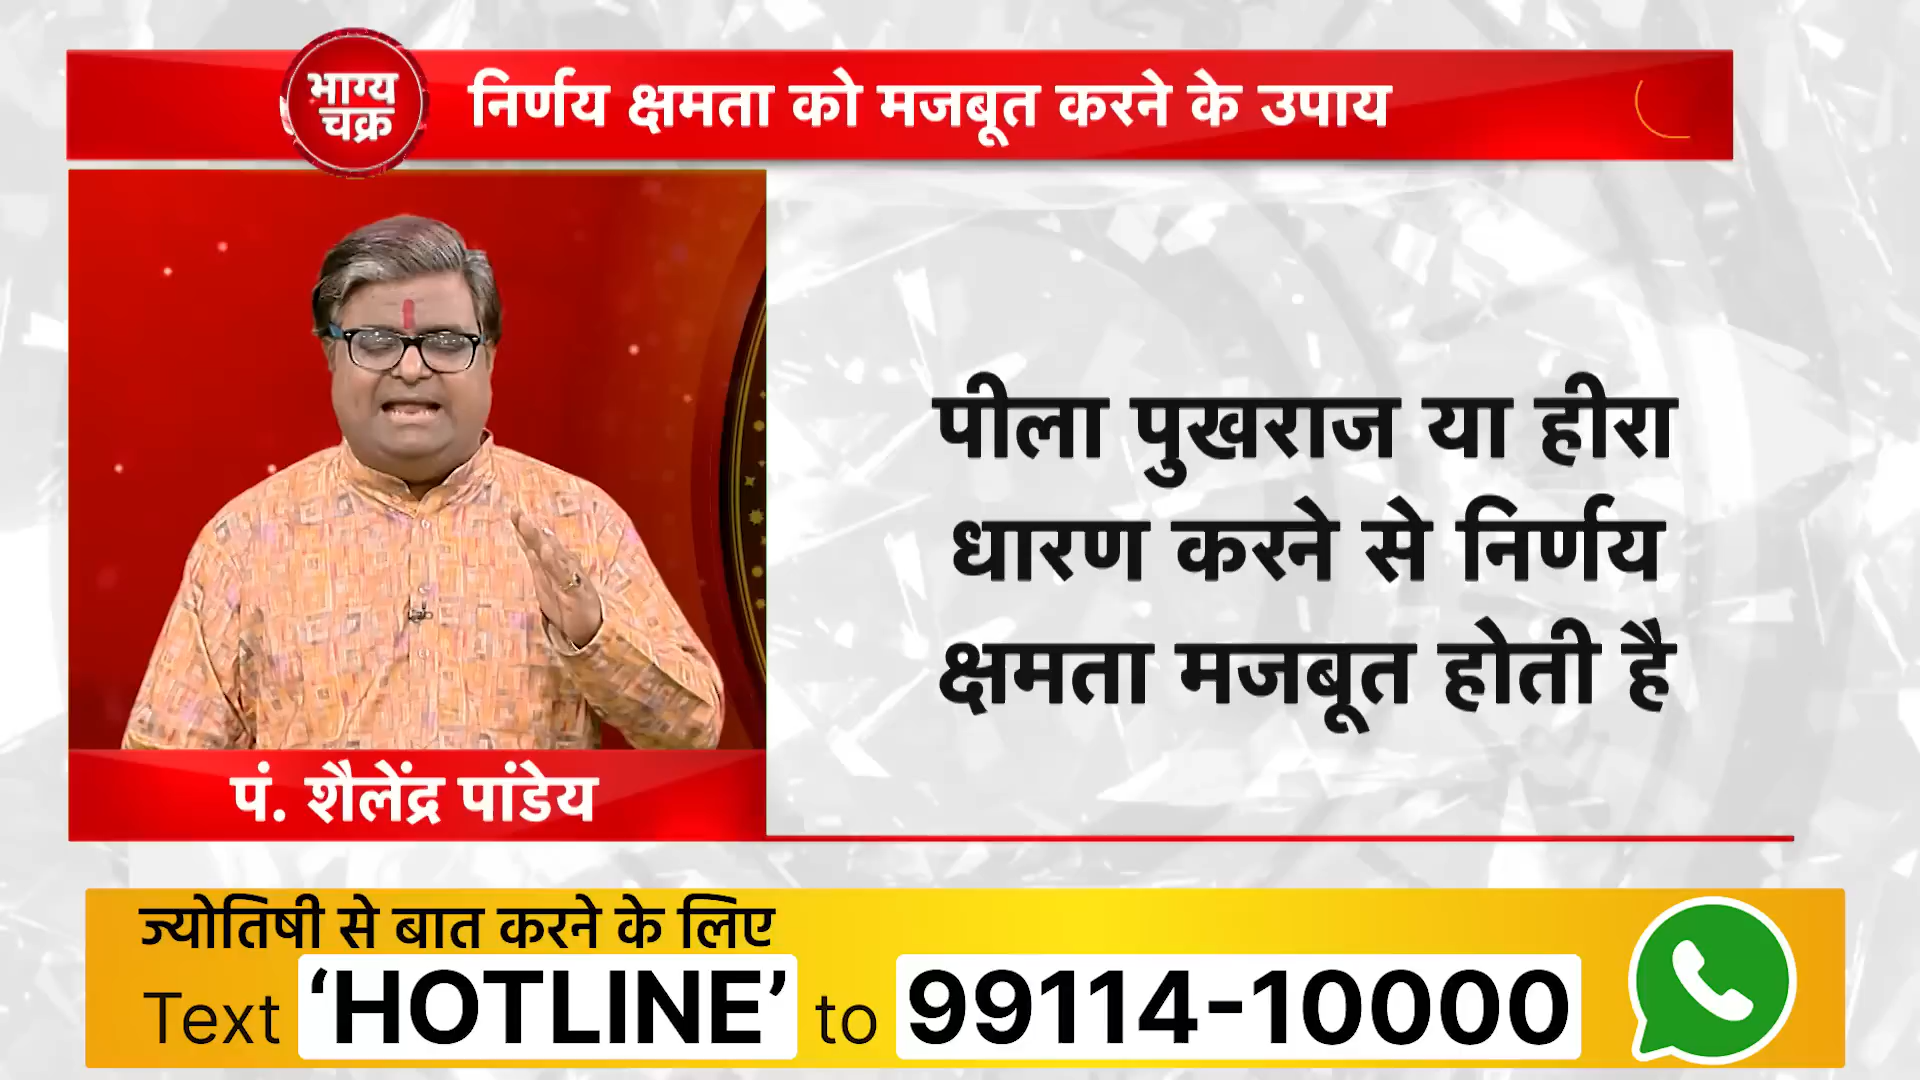 भाग्य
चक्र
निर्णय क्षमता को मजबूत करने के उपाय
पीला पुखराज या हीरा
धारण करने से निर्णय
क्षमता मजबूत होती है
पं. शैलेंद्र पांडेय
ज्योतिषी से बात करने के लिए
Text ‘HOTLINE’ to 99114-10000